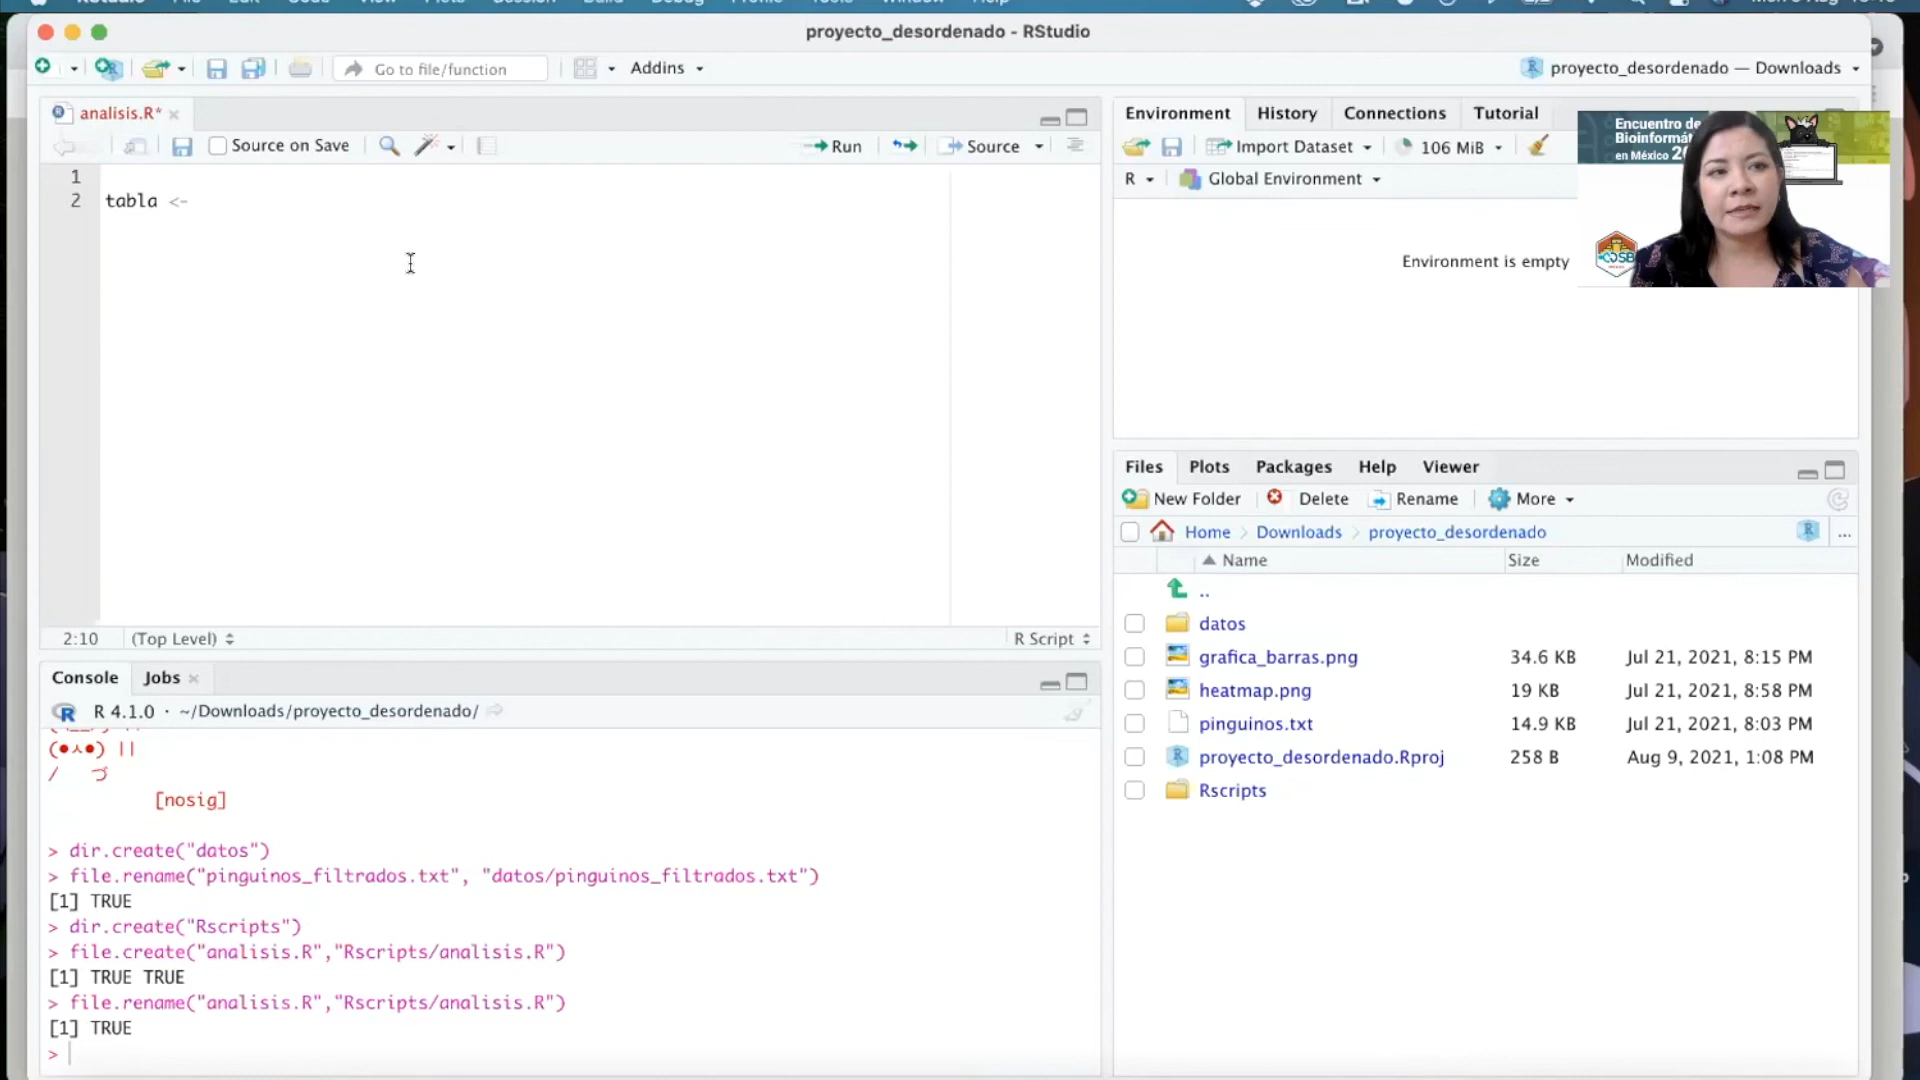 proyecto_desordenado - RStudio
Go to file/function
Addins
proyecto_desordenado — Downloads
analisis.R*
Source on Save
Run
Source
1
2 tabla <-
2:10 (Top Level) R Script
Console Jobs
R 4.1.0 · ~/Downloads/proyecto_desordenado/
(●ㅅ●) ||
/ づ
[nosig]
> dir.create("datos")
> file.rename("pinguinos_filtrados.txt", "datos/pinguinos_filtrados.txt")
[1] TRUE
> dir.create("Rscripts")
> file.create("analisis.R","Rscripts/analisis.R")
[1] TRUE TRUE
> file.rename("analisis.R","Rscripts/analisis.R")
[1] TRUE
>
Environment History Connections Tutorial
Import Dataset 106 MiB
R Global Environment
Environment is empty
Encuentro de
Bioinformát
en México 2
CDSB
Files Plots Packages Help Viewer
New Folder Delete Rename More
Home Downloads proyecto_desordenado
Name Size Modified
..
datos
grafica_barras.png 34.6 KB Jul 21, 2021, 8:15 PM
heatmap.png 19 KB Jul 21, 2021, 8:58 PM
pinguinos.txt 14.9 KB Jul 21, 2021, 8:03 PM
proyecto_desordenado.Rproj 258 B Aug 9, 2021, 1:08 PM
Rscripts